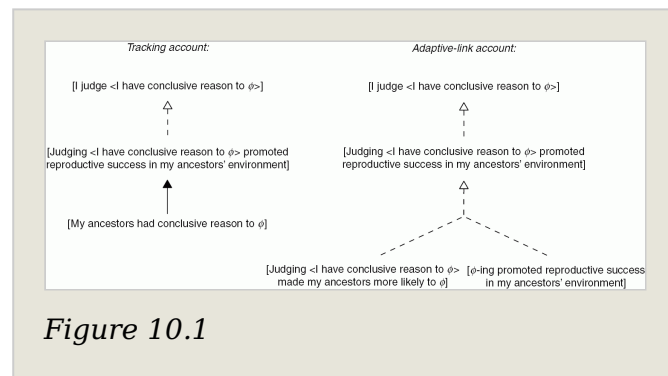 Tracking account:
[I judge <I have conclusive reason to ϕ>]
[Judging <I have conclusive reason to ϕ> promoted
reproductive success in my ancestors' environment]
[My ancestors had conclusive reason to ϕ]
Adaptive-link account:
[I judge <I have conclusive reason to ϕ>]
[Judging <I have conclusive reason to ϕ> promoted
reproductive success in my ancestors' environment]
[Judging <I have conclusive reason to ϕ>
made my ancestors more likely to ϕ]
[ϕ-ing promoted reproductive success
in my ancestors' environment]
Figure 10.1